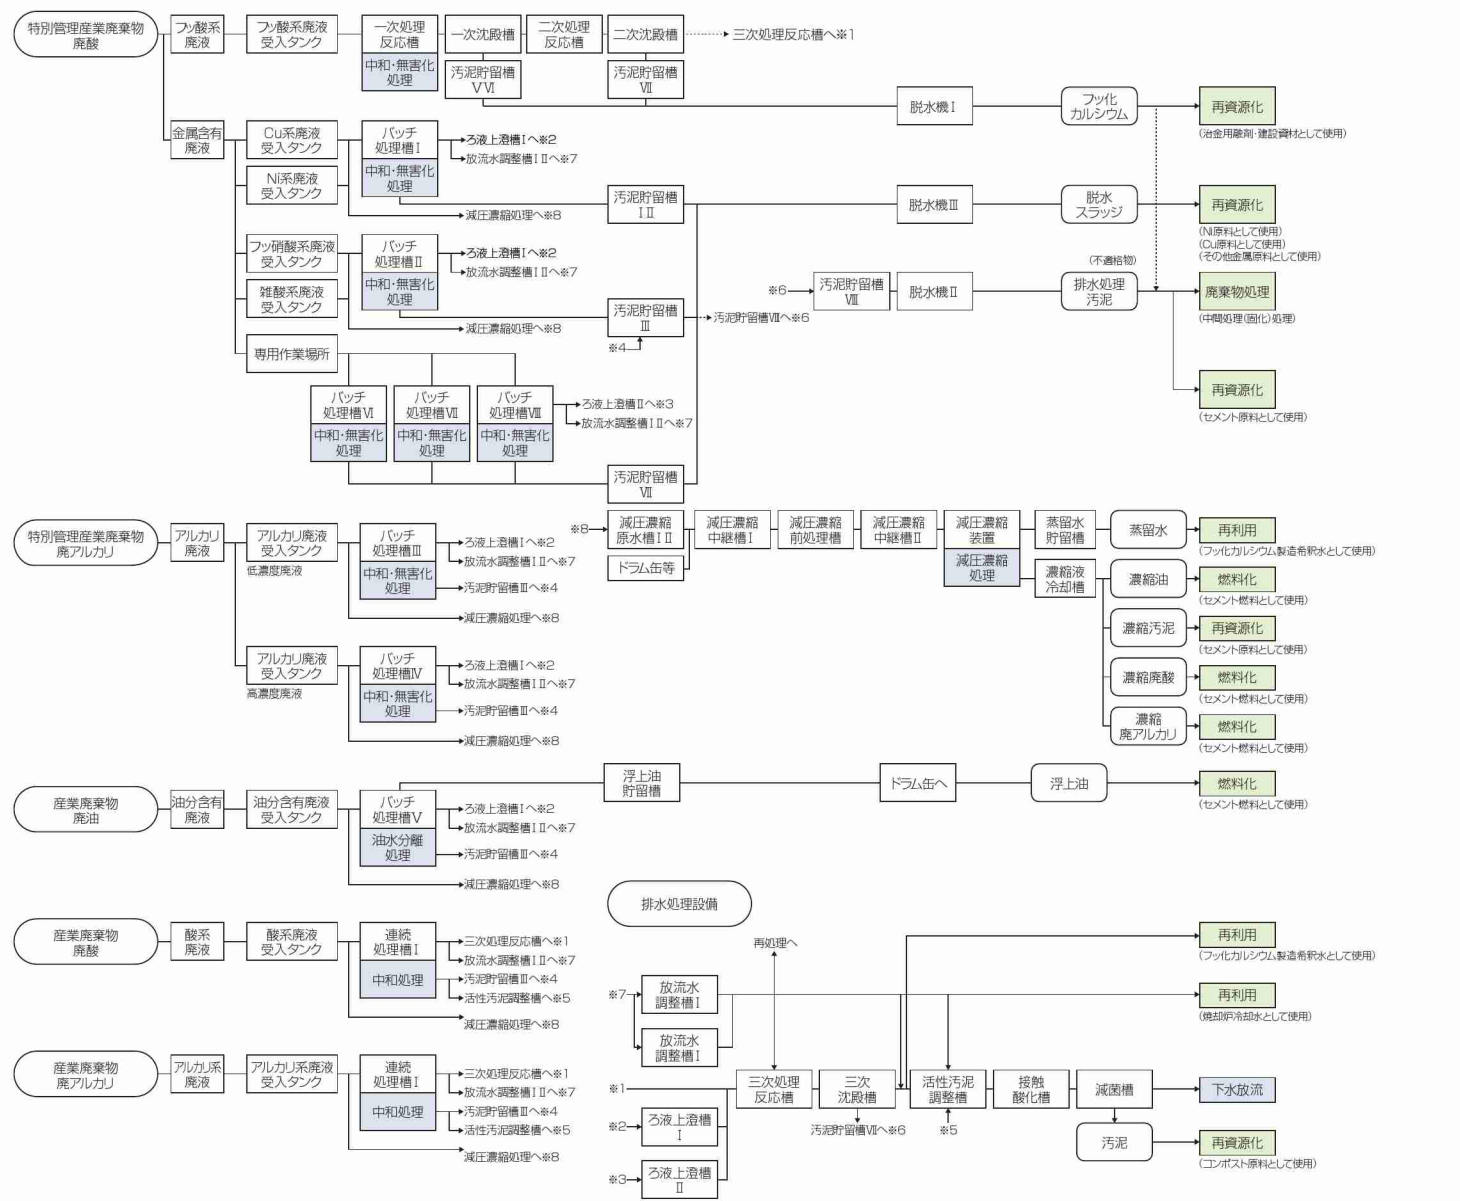 特別管理産業廃棄物
廃酸
フッ酸系
廃液
フッ酸系廃液
受入タンク
一次処理
反応槽
中和・無害化
処理
一次沈殿槽
二次処理
反応槽
二次沈殿槽
三次処理反応槽へ※1
汚泥貯留槽
ⅤⅥ
汚泥貯留槽
Ⅶ
脱水機Ⅰ
フッ化
カルシウム
再資源化
(冶金用融剤・建設資材として使用)
金属含有
廃液
Cu系廃液
受入タンク
Ni系廃液
受入タンク
バッチ
処理槽Ⅰ
中和・無害化
処理
ろ液上澄槽Ⅰへ※2
放流水調整槽ⅠⅡへ※7
減圧濃縮処理へ※8
汚泥貯留槽
ⅠⅡ
脱水機Ⅲ
脱水
スラッジ
再資源化
(Ni原料として使用)
(Cu原料として使用)
(その他金属原料として使用)
フッ硝酸系廃液
受入タンク
雑酸系廃液
受入タンク
バッチ
処理槽Ⅱ
中和・無害化
処理
ろ液上澄槽Ⅰへ※2
放流水調整槽ⅠⅡへ※7
減圧濃縮処理へ※8
汚泥貯留槽
Ⅲ
※4
汚泥貯留槽Ⅶへ※6
※6
汚泥貯留槽
Ⅷ
脱水機Ⅱ
(不適格物)
排水処理
汚泥
廃棄物処理
(中間処理(固化)処理)
再資源化
(セメント原料として使用)
専用作業場所
バッチ
処理槽Ⅵ
中和・無害化
処理
バッチ
処理槽Ⅶ
中和・無害化
処理
バッチ
処理槽Ⅷ
中和・無害化
処理
ろ液上澄槽Ⅱへ※3
放流水調整槽ⅠⅡへ※7
汚泥貯留槽
Ⅶ
特別管理産業廃棄物
廃アルカリ
アルカリ
廃液
アルカリ廃液
受入タンク
低濃度廃液
バッチ
処理槽Ⅲ
中和・無害化
処理
ろ液上澄槽Ⅰへ※2
放流水調整槽ⅠⅡへ※7
汚泥貯留槽Ⅲへ※4
減圧濃縮処理へ※8
アルカリ廃液
受入タンク
高濃度廃液
バッチ
処理槽Ⅳ
中和・無害化
処理
ろ液上澄槽Ⅰへ※2
放流水調整槽ⅠⅡへ※7
汚泥貯留槽Ⅲへ※4
減圧濃縮処理へ※8
※8
減圧濃縮
原水槽ⅠⅡ
ドラム缶等
減圧濃縮
中継槽Ⅰ
減圧濃縮
前処理槽
減圧濃縮
中継槽Ⅱ
減圧濃縮
装置
減圧濃縮
処理
蒸留水
貯留槽
濃縮液
冷却槽
蒸留水
再利用
(フッ化カルシウム製造希釈水として使用)
濃縮油
燃料化
(セメント燃料として使用)
濃縮汚泥
再資源化
(セメント原料として使用)
濃縮廃酸
燃料化
(セメント燃料として使用)
濃縮
廃アルカリ
燃料化
(セメント燃料として使用)
産業廃棄物
廃油
油分含有
廃液
油分含有廃液
受入タンク
バッチ
処理槽Ⅴ
油水分離
処理
ろ液上澄槽Ⅰへ※2
放流水調整槽ⅠⅡへ※7
汚泥貯留槽Ⅲへ※4
減圧濃縮処理へ※8
浮上油
貯留槽
ドラム缶へ
浮上油
燃料化
(セメント燃料として使用)
産業廃棄物
廃酸
酸系
廃液
酸系廃液
受入タンク
連続
処理槽Ⅰ
中和処理
三次処理反応槽へ※1
放流水調整槽ⅠⅡへ※7
汚泥貯留槽Ⅲへ※4
活性汚泥調整槽へ※5
減圧濃縮処理へ※8
産業廃棄物
廃アルカリ
アルカリ系
廃液
アルカリ系廃液
受入タンク
連続
処理槽Ⅰ
中和処理
三次処理反応槽へ※1
放流水調整槽ⅠⅡへ※7
汚泥貯留槽Ⅲへ※4
活性汚泥調整槽へ※5
減圧濃縮処理へ※8
排水処理設備
再処理へ
※7
放流水
調整槽Ⅰ
放流水
調整槽Ⅰ
※1
※2
ろ液上澄槽
Ⅰ
※3
ろ液上澄槽
Ⅱ
三次処理
反応槽
三次
沈殿槽
汚泥貯留槽Ⅶへ※6
活性汚泥
調整槽
※5
接触
酸化槽
減菌槽
汚泥
再利用
(フッ化カルシウム製造希釈水として使用)
再利用
(焼却炉冷却水として使用)
下水放流
再資源化
(コンポスト原料として使用)